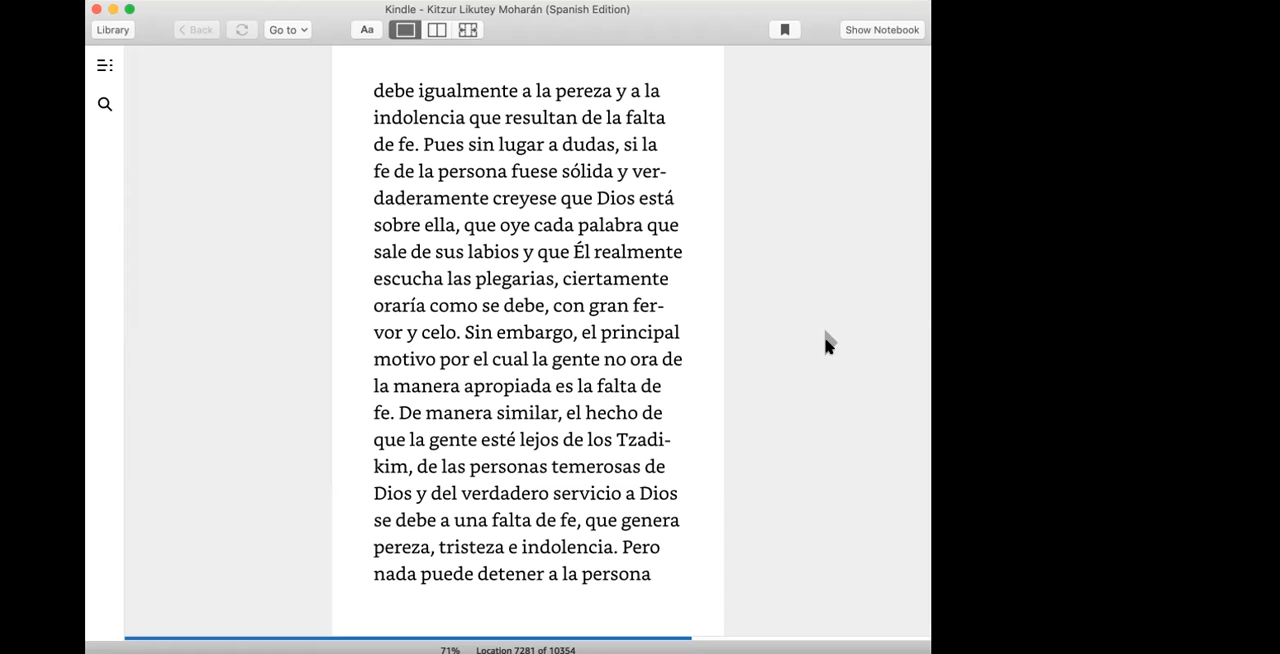 Kindle - Kitzur Likutey Moharán (Spanish Edition)
Library
Back
Go to
Aa
Show Notebook
debe igualmente a la pereza y a la
indolencia que resultan de la falta
de fe. Pues sin lugar a dudas, si la
fe de la persona fuese sólida y ver-
daderamente creyese que Dios está
sobre ella, que oye cada palabra que
sale de sus labios y que Él realmente
escucha las plegarias, ciertamente
oraría como se debe, con gran fer-
vor y celo. Sin embargo, el principal
motivo por el cual la gente no ora de
la manera apropiada es la falta de
fe. De manera similar, el hecho de
que la gente esté lejos de los Tzadi-
kim, de las personas temerosas de
Dios y del verdadero servicio a Dios
se debe a una falta de fe, que genera
pereza, tristeza e indolencia. Pero
nada puede detener a la persona
71% Location 7281 of 10354